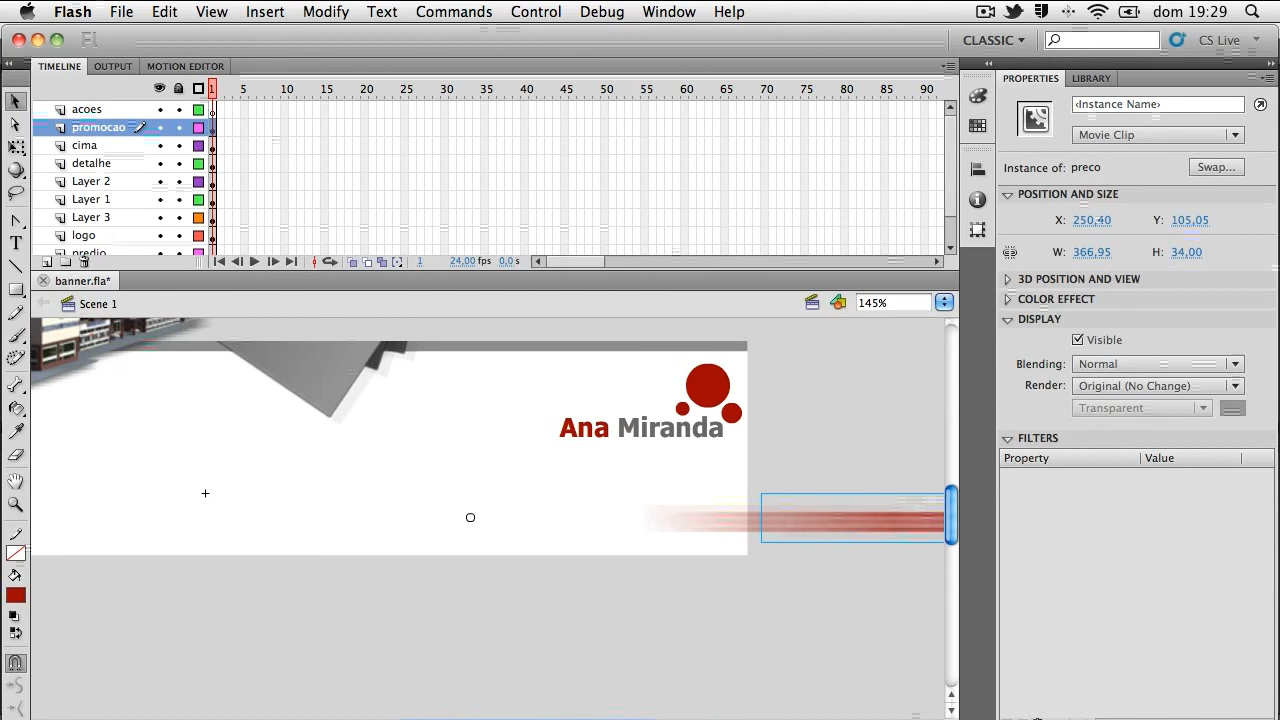 Flash File Edit View Insert Modify Text Commands Control Debug Window Help dom 19:29
Fl CLASSIC CS Live
TIMELINE OUTPUT MOTION EDITOR
1 5 10 15 20 25 30 35 40 45 50 55 60 65 70 75 80 85 90
acoes
promocao
cima
detalhe
Layer 2
Layer 1
Layer 3
logo
predio
1 24,00 fps 0,0 s
banner.fla*
Scene 1 145%
Ana Miranda
PROPERTIES LIBRARY
<Instance Name>
Movie Clip
Instance of: preco Swap...
POSITION AND SIZE
X: 250,40 Y: 105,05
W: 366,95 H: 34,00
3D POSITION AND VIEW
COLOR EFFECT
DISPLAY
Visible
Blending: Normal
Render: Original (No Change)
Transparent
FILTERS
Property Value